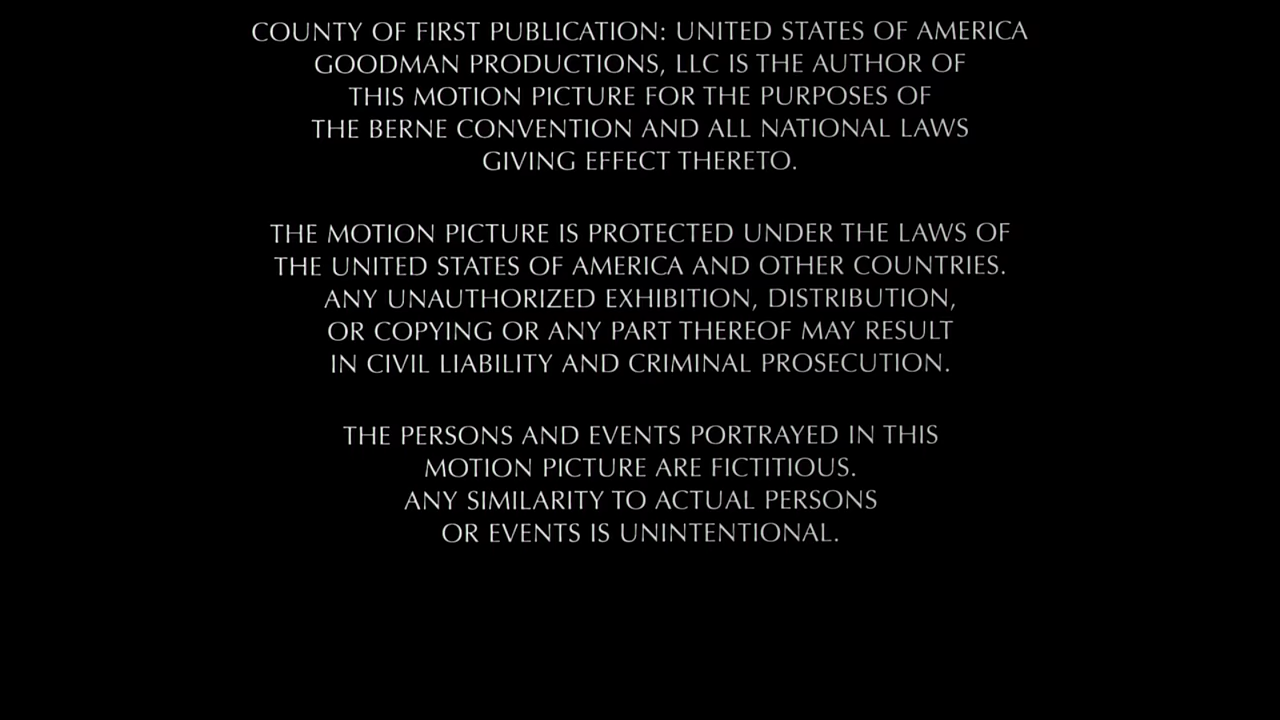 COUNTY OF FIRST PUBLICATION: UNITED STATES OF AMERICA
GOODMAN PRODUCTIONS, LLC IS THE AUTHOR OF
THIS MOTION PICTURE FOR THE PURPOSES OF
THE BERNE CONVENTION AND ALL NATIONAL LAWS
GIVING EFFECT THERETO.
THE MOTION PICTURE IS PROTECTED UNDER THE LAWS OF
THE UNITED STATES OF AMERICA AND OTHER COUNTRIES.
ANY UNAUTHORIZED EXHIBITION, DISTRIBUTION,
OR COPYING OR ANY PART THEREOF MAY RESULT
IN CIVIL LIABILITY AND CRIMINAL PROSECUTION.
THE PERSONS AND EVENTS PORTRAYED IN THIS
MOTION PICTURE ARE FICTITIOUS.
ANY SIMILARITY TO ACTUAL PERSONS
OR EVENTS IS UNINTENTIONAL.